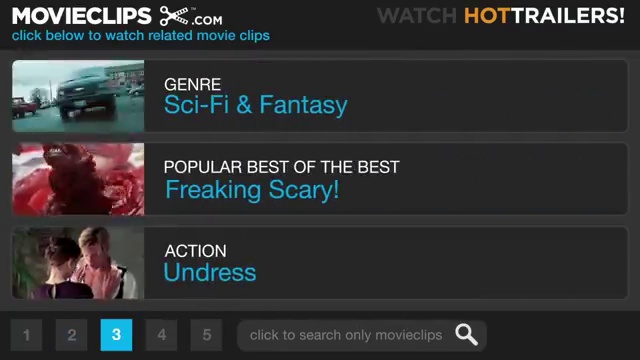 MOVIECLIPS .COM
WATCH HOTTRAILERS!
click below to watch related movie clips
GENRE
Sci-Fi & Fantasy
POPULAR BEST OF THE BEST
Freaking Scary!
ACTION
Undress
1 2 3 4 5
click to search only movieclips